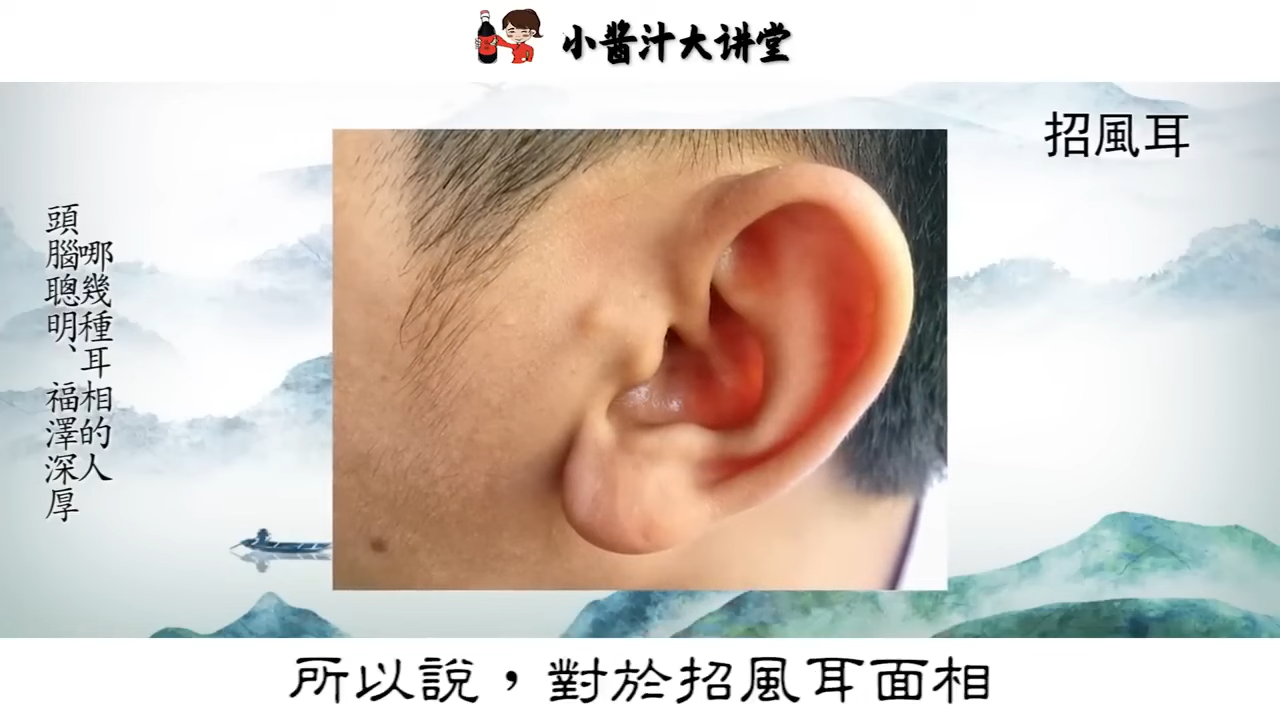 小酱汁大讲堂
招風耳
哪幾種耳相的人
頭腦聰明、福澤深厚
所以說，對於招風耳面相